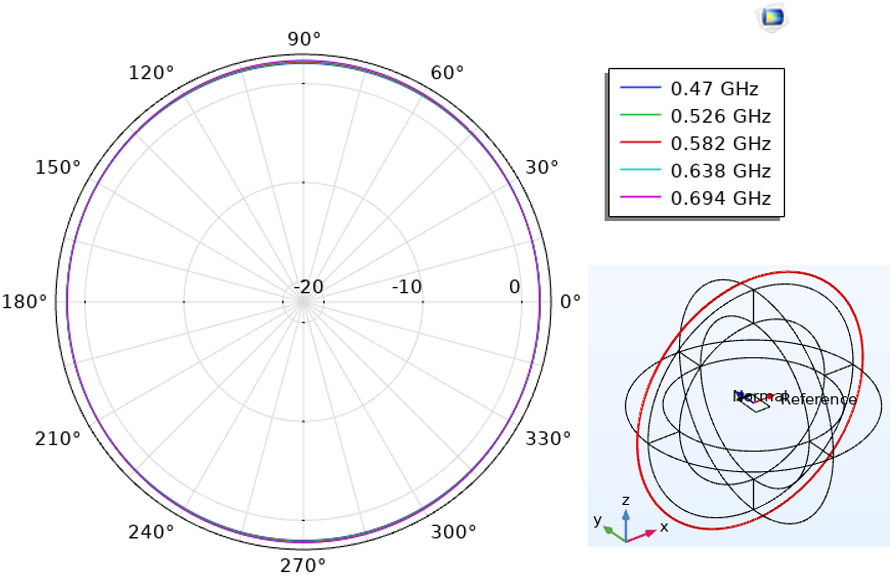 90°
120°
60°
150°
30°
180°
-20
-10
0
0°
210°
330°
240°
300°
270°
0.47 GHz
0.526 GHz
0.582 GHz
0.638 GHz
0.694 GHz
Normal
Reference
z
y
x